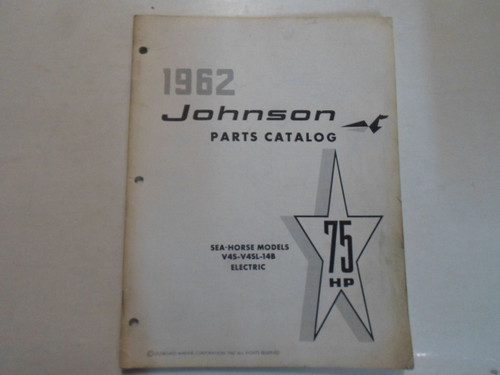 1962
Johnson
PARTS CATALOG
SEA-HORSE MODELS
V4S-V4SL-14B
ELECTRIC
75
HP